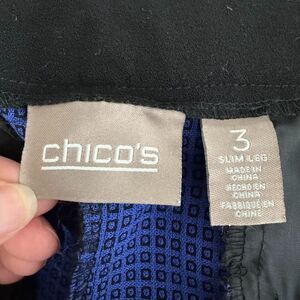 chico's
3
SLIM LEG
MADE IN
CHINA
HECHO EN
CHINA
FABRIQUÉ EN
CHINE